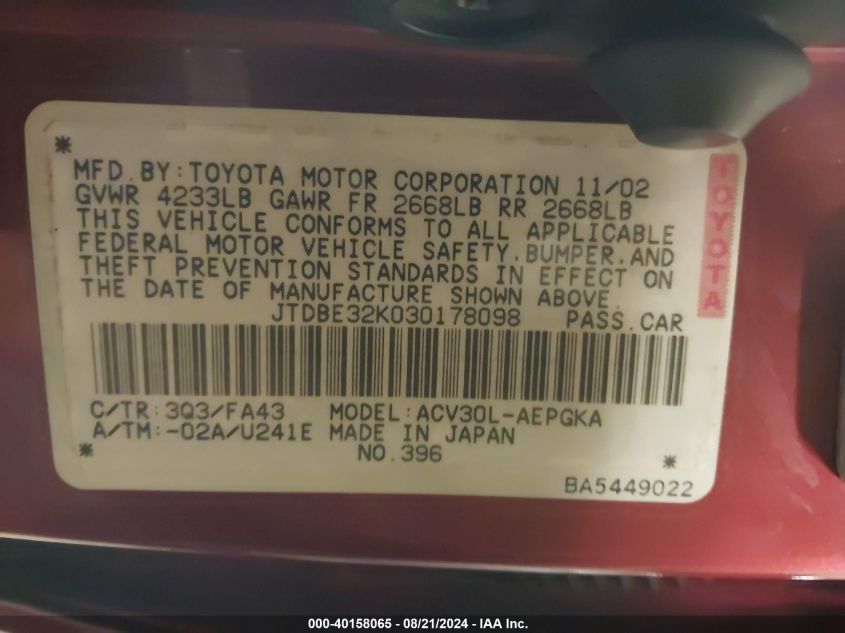 *
MFD.BY:TOYOTA MOTOR CORPORATION 11/02
GVWR 4233LB GAWR FR 2668LB RR 2668LB
THIS VEHICLE CONFORMS TO ALL APPLICABLE
FEDERAL MOTOR VEHICLE SAFETY.BUMPER.AND
THEFT PREVENTION STANDARDS IN EFFECT ON
THE DATE OF MANUFACTURE SHOWN ABOVE.
JTDBE32K030178098 PASS.CAR
TOYOTA
C/TR:3Q3/FA43 MODEL:ACV30L-AEPGKA
A/TM:-02A/U241E MADE IN JAPAN
* NO.396 *
BA5449022
000-40158065 - 08/21/2024 - IAA Inc.